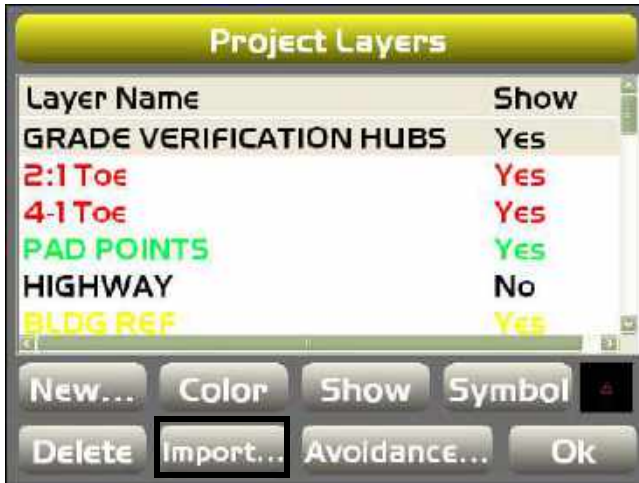 Project Layers
Layer Name Show
GRADE VERIFICATION HUBS Yes
2:1 Toe Yes
4-1 Toe Yes
PAD POINTS Yes
HIGHWAY No
BLDG REF Yes
New... Color Show Symbol
Delete Import... Avoidance... Ok